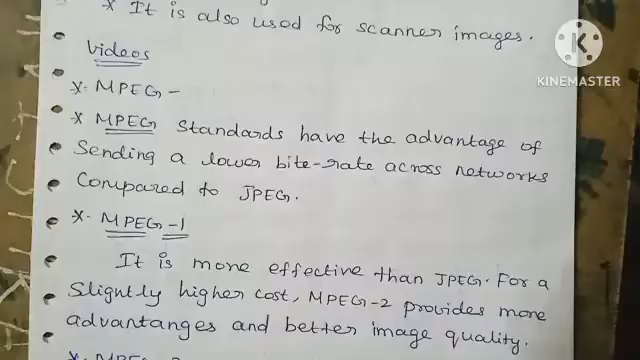 * It is also used for scanner images.
Videos
*. MPEG -
* MPEG Standards have the advantage of
Sending a lower bite-rate across networks
Compared to JPEG.
*. MPEG -1
It is more effective than JPEG. For a
Slightly higher cost, MPEG-2 provides more
advantanges and better image quality.
KINEMASTER